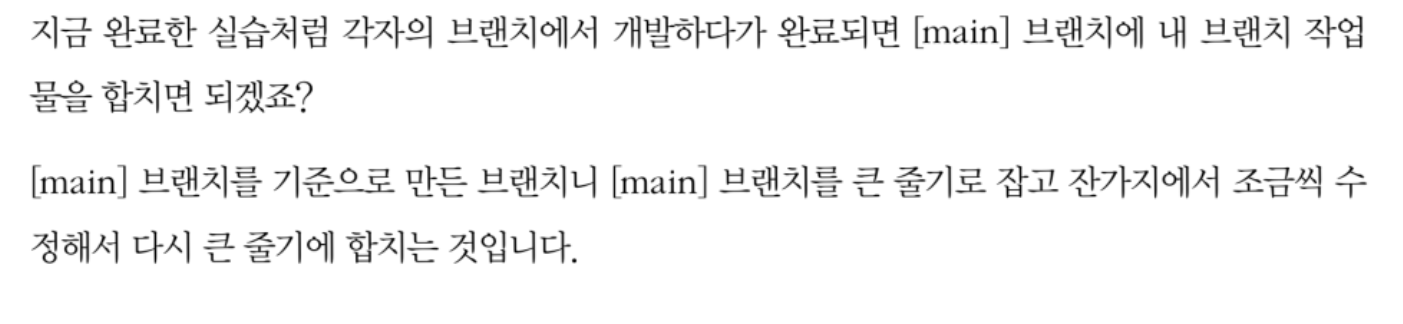 지금 완료한 실습처럼 각자의 브랜치에서 개발하다가 완료되면 [main] 브랜치에 내 브랜치 작업
물을 합치면 되겠죠?
[main] 브랜치를 기준으로 만든 브랜치니 [main] 브랜치를 큰 줄기로 잡고 잔가지에서 조금씩 수
정해서 다시 큰 줄기에 합치는 것입니다.